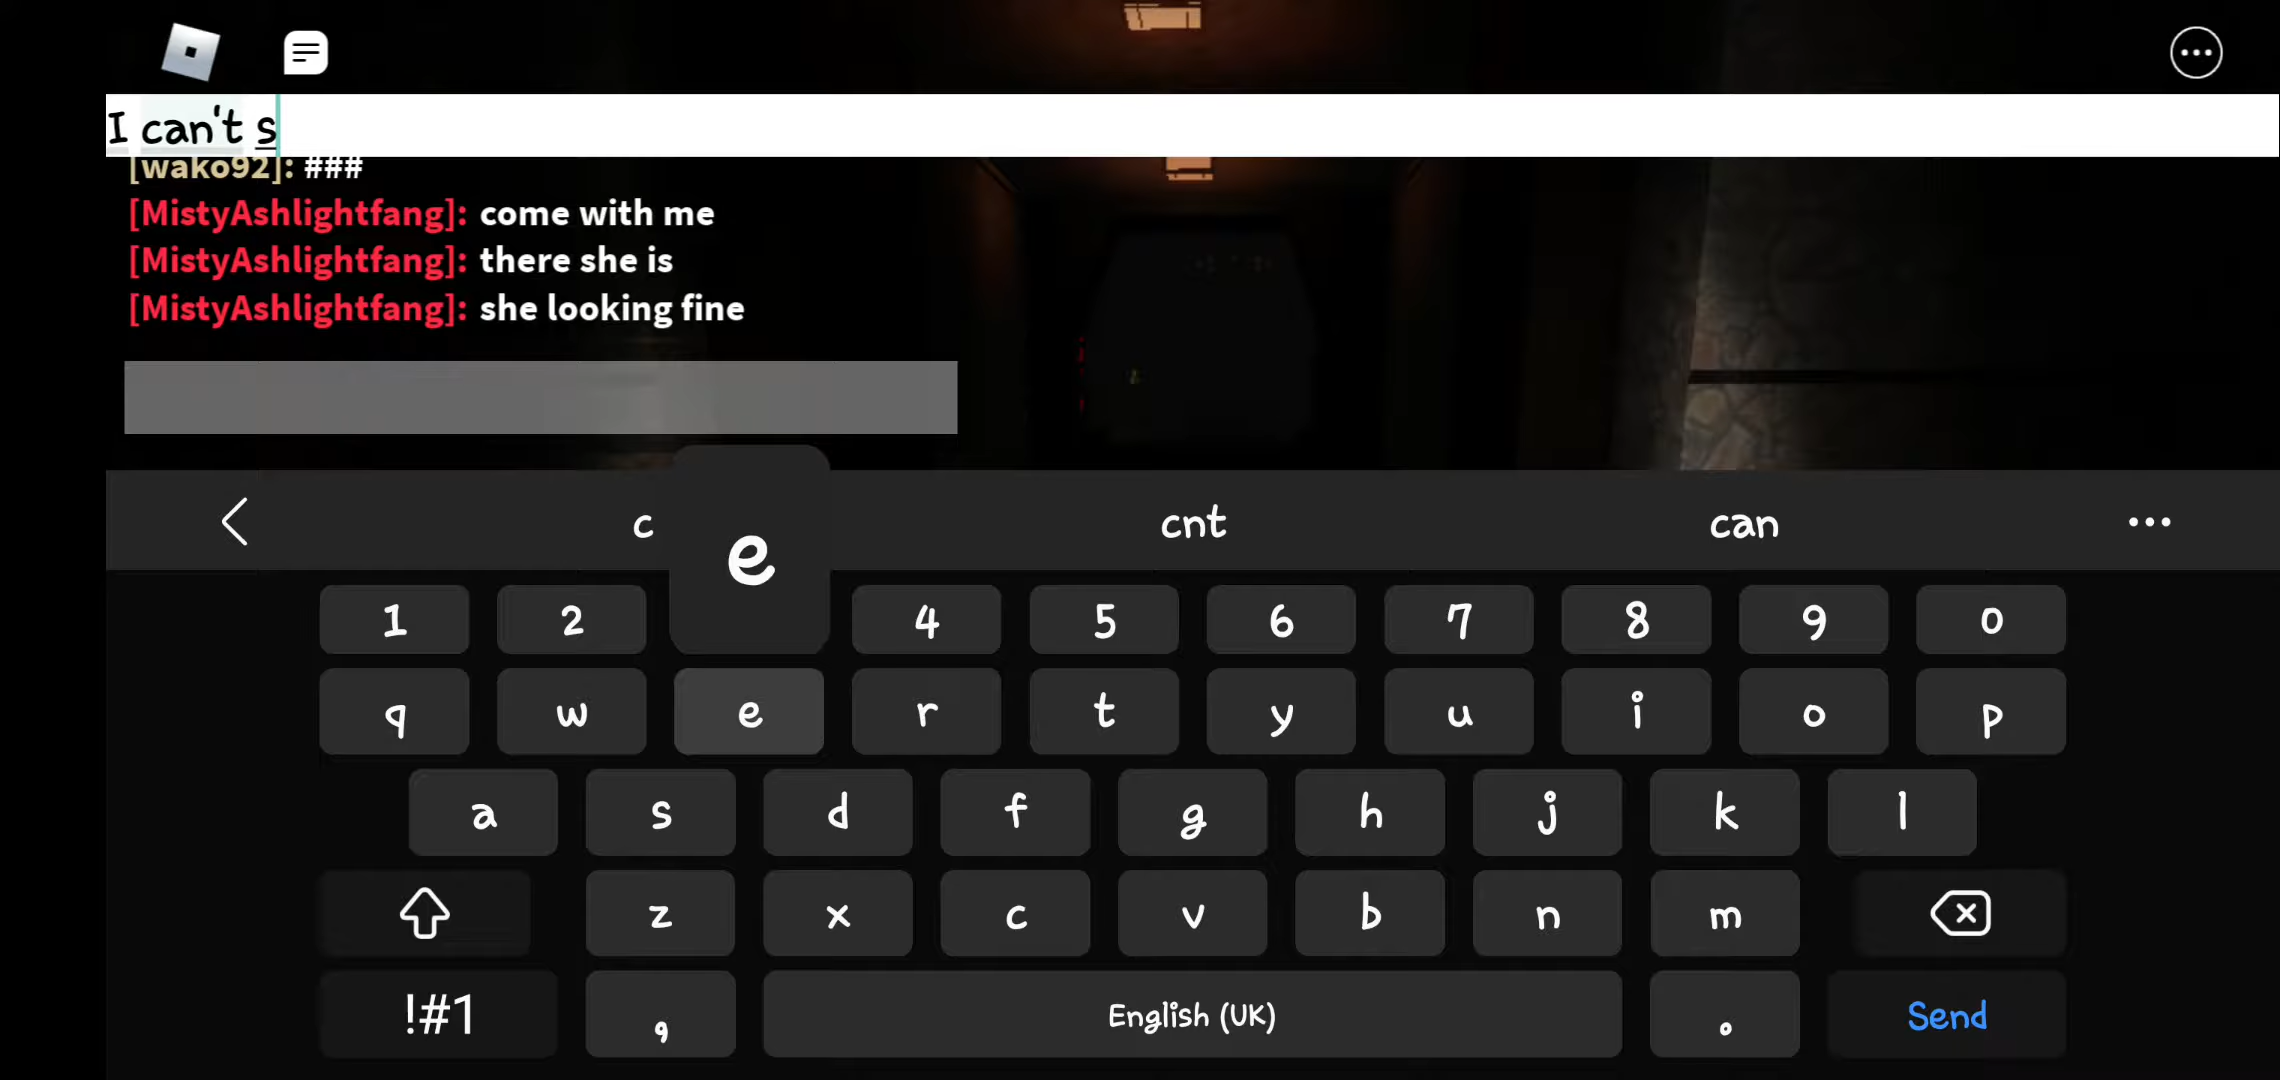 I can't s
[wako92]: ###
[MistyAshlightfang]: come with me
[MistyAshlightfang]: there she is
[MistyAshlightfang]: she looking fine
c e cnt can
1 2 4 5 6 7 8 9 0
q w e r t y u i o p
a s d f g h j k l
z x c v b n m
!#1 , English (UK) . Send